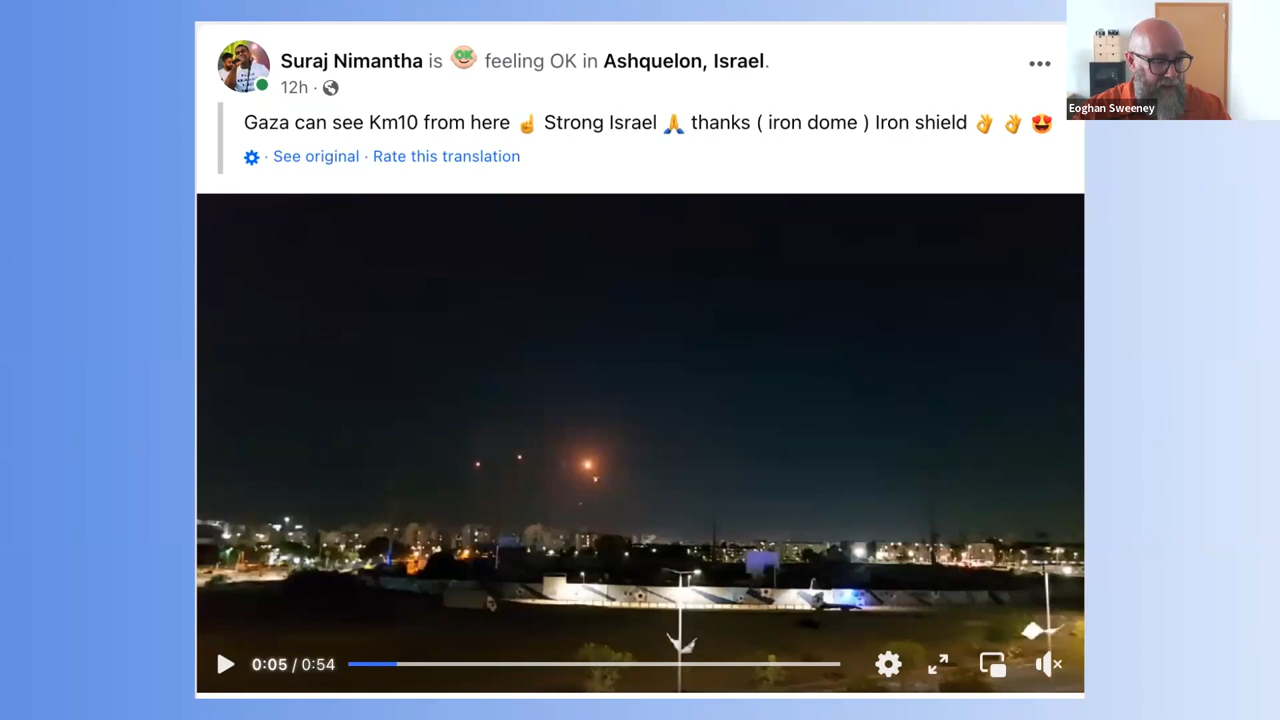 Suraj Nimantha is feeling OK in Ashquelon, Israel.
12h ·
Gaza can see km10 from here ☝️ Strong Israel 🙏 thanks ( iron dome ) Iron shield 👌 👌 😍
· See original · Rate this translation
0:05 / 0:54
Eoghan Sweeney